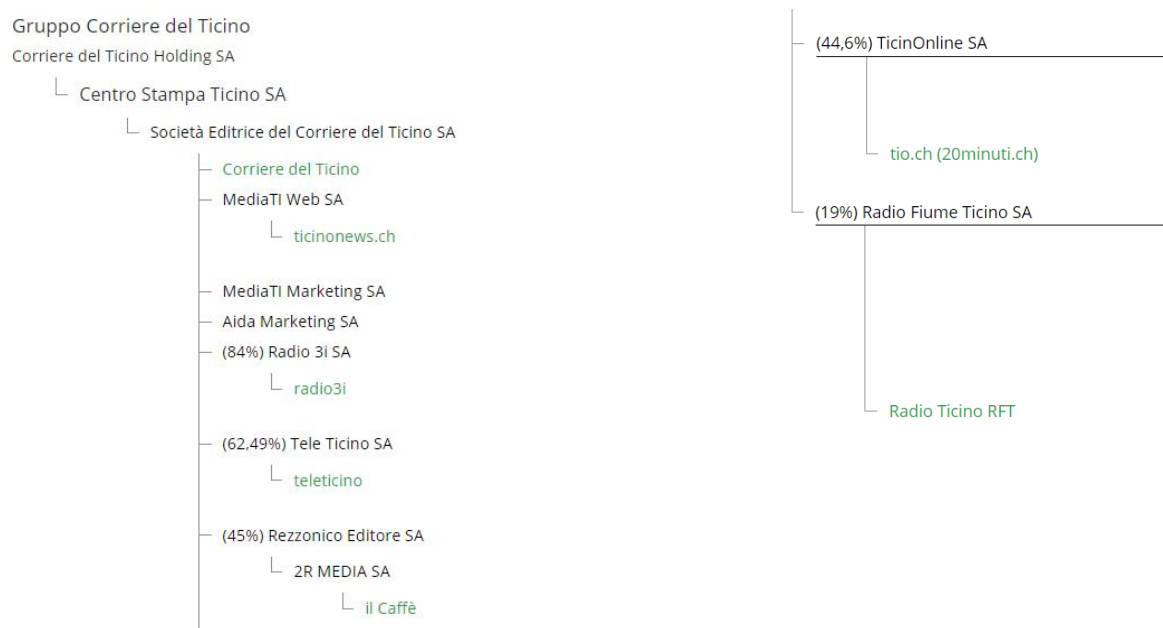 Gruppo Corriere del Ticino
Corriere del Ticino Holding SA
Centro Stampa Ticino SA
Società Editrice del Corriere del Ticino SA
Corriere del Ticino
MediaTI Web SA
ticinonews.ch
MediaTI Marketing SA
Aida Marketing SA
(84%) Radio 3i SA
radio3i
(62,49%) Tele Ticino SA
teleticino
(45%) Rezzonico Editore SA
2R MEDIA SA
il Caffè
(44,6%) TicinOnline SA
tio.ch (20minuti.ch)
(19%) Radio Fiume Ticino SA
Radio Ticino RFT